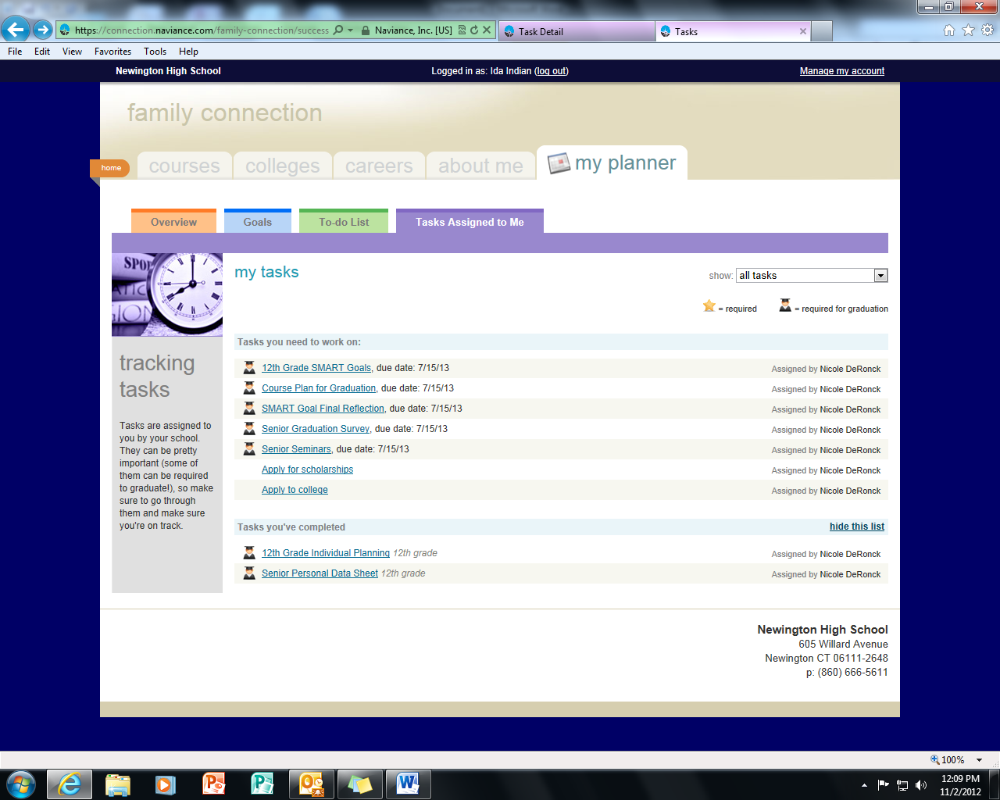 https://connection.naviance.com/family-connection/success
Naviance, Inc. [US]
Task Detail
Tasks
File Edit View Favorites Tools Help
Newington High School
Logged in as: Ida Indian (log out)
Manage my account
family connection
home
courses
colleges
careers
about me
my planner
Overview
Goals
To-do List
Tasks Assigned to Me
SPO
my tasks
show: all tasks
= required
= required for graduation
tracking
tasks
Tasks are assigned to
you by your school.
They can be pretty
important (some of
them can be required
to graduate!), so make
sure to go through
them and make sure
you're on track.
Tasks you need to work on:
12th Grade SMART Goals, due date: 7/15/13 Assigned by Nicole DeRonck
Course Plan for Graduation, due date: 7/15/13 Assigned by Nicole DeRonck
SMART Goal Final Reflection, due date: 7/15/13 Assigned by Nicole DeRonck
Senior Graduation Survey, due date: 7/15/13 Assigned by Nicole DeRonck
Senior Seminars, due date: 7/15/13 Assigned by Nicole DeRonck
Apply for scholarships Assigned by Nicole DeRonck
Apply to college Assigned by Nicole DeRonck
Tasks you've completed hide this list
12th Grade Individual Planning 12th grade Assigned by Nicole DeRonck
Senior Personal Data Sheet 12th grade Assigned by Nicole DeRonck
Newington High School
605 Willard Avenue
Newington CT 06111-2648
p: (860) 666-5611
100%
12:09 PM
11/2/2012